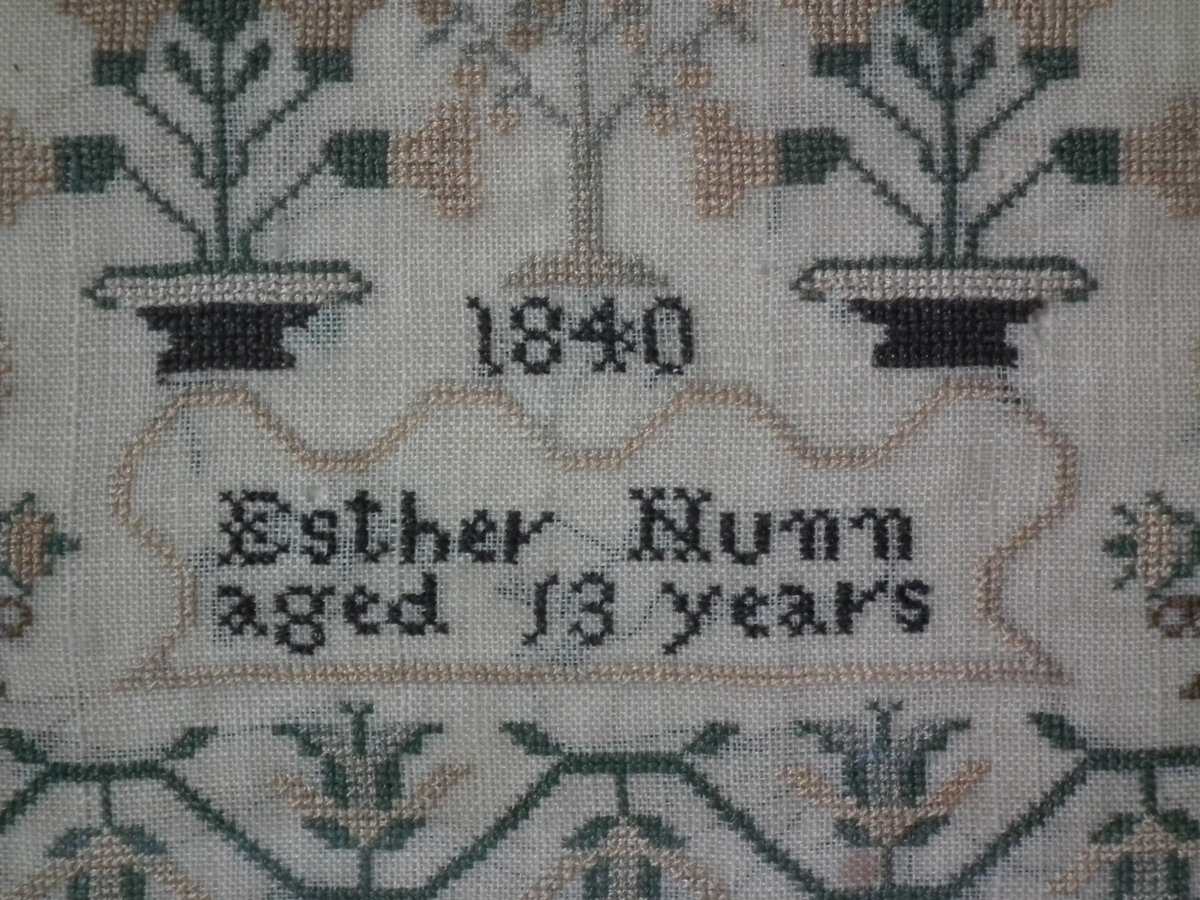 1840
Esther Nunn
aged 13 years